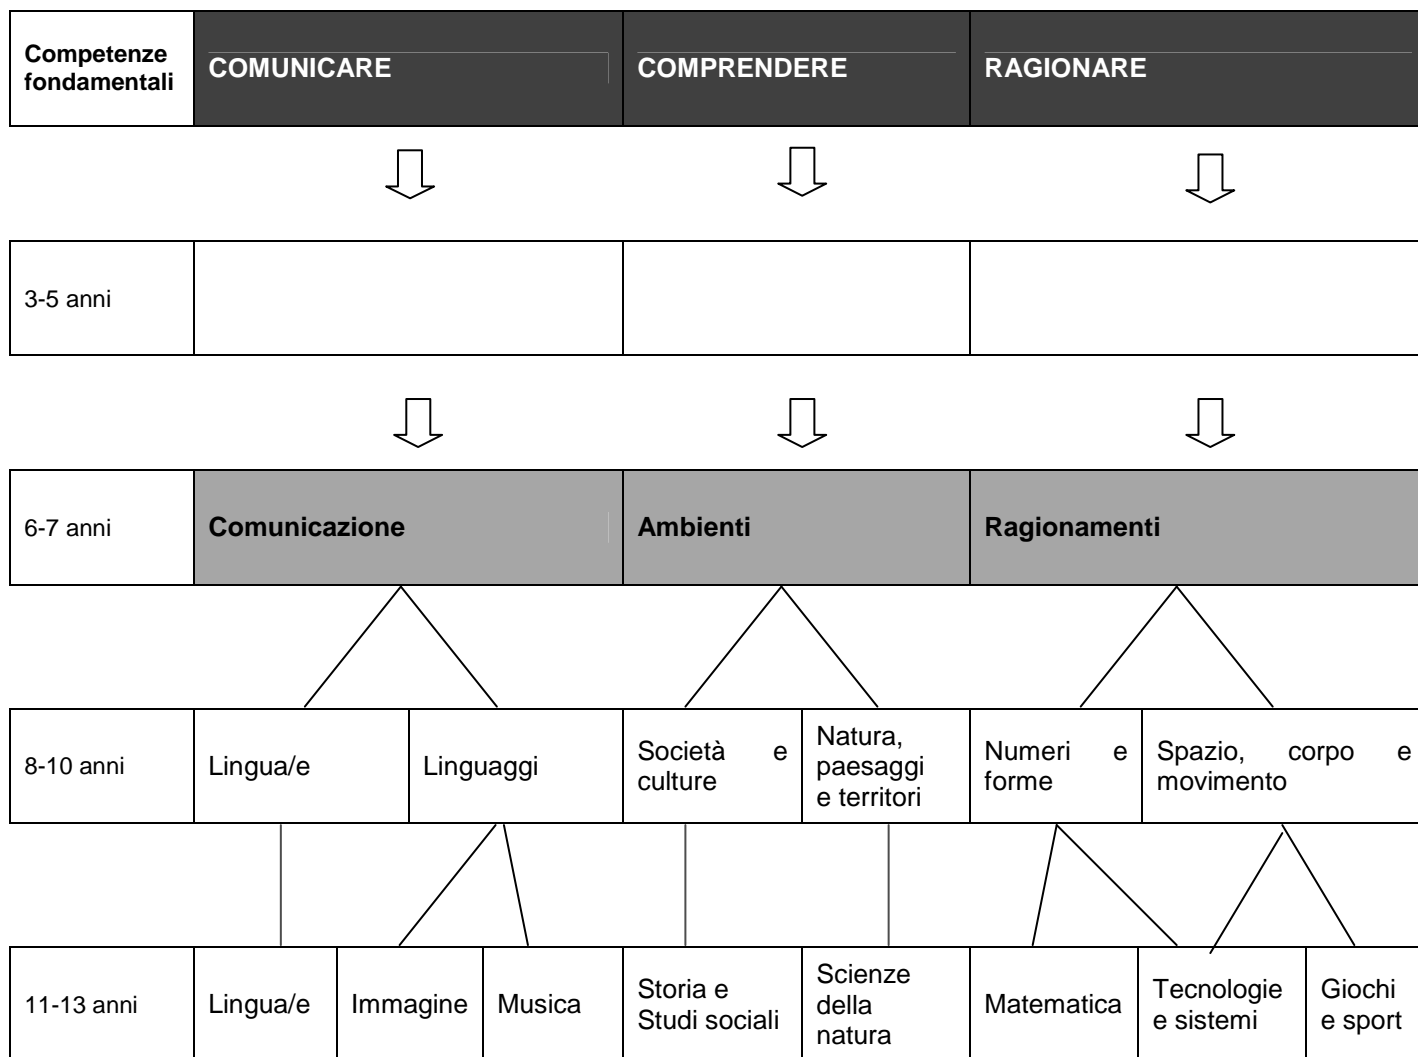 Competenze
fondamentali
COMUNICARE
COMPRENDERE
RAGIONARE
3-5 anni
6-7 anni
Comunicazione
Ambienti
Ragionamenti
8-10 anni
Lingua/e
Linguaggi
Società e
culture
Natura,
paesaggi
e territori
Numeri e
forme
Spazio, corpo e
movimento
11-13 anni
Lingua/e
Immagine
Musica
Storia e
Studi sociali
Scienze
della
natura
Matematica
Tecnologie
e sistemi
Giochi
e sport